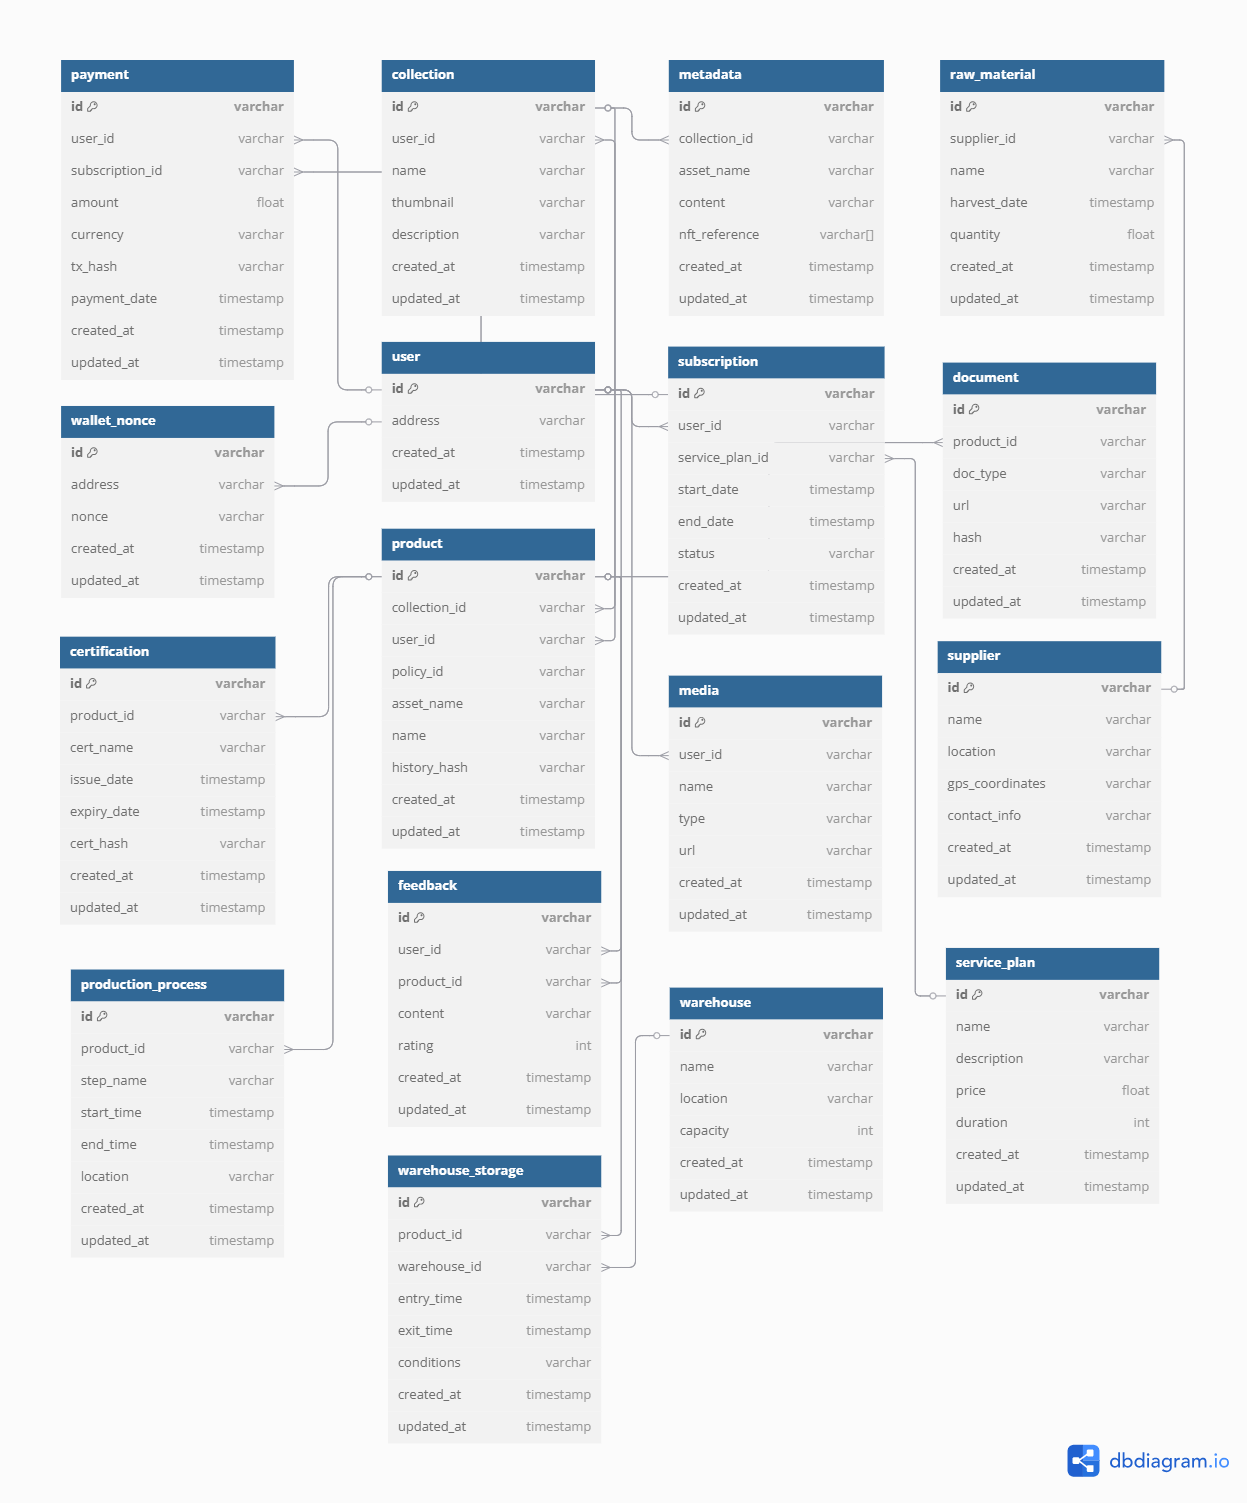 payment
id varchar
user_id varchar
subscription_id varchar
amount float
currency varchar
tx_hash varchar
payment_date timestamp
created_at timestamp
updated_at timestamp
collection
id varchar
user_id varchar
name varchar
thumbnail varchar
description varchar
created_at timestamp
updated_at timestamp
metadata
id varchar
collection_id varchar
asset_name varchar
content varchar
nft_reference varchar[]
created_at timestamp
updated_at timestamp
raw_material
id varchar
supplier_id varchar
name varchar
harvest_date timestamp
quantity float
created_at timestamp
updated_at timestamp
user
id varchar
address varchar
created_at timestamp
updated_at timestamp
subscription
id varchar
user_id varchar
service_plan_id varchar
start_date timestamp
end_date timestamp
status varchar
created_at timestamp
updated_at timestamp
document
id varchar
product_id varchar
doc_type varchar
url varchar
hash varchar
created_at timestamp
updated_at timestamp
wallet_nonce
id varchar
address varchar
nonce varchar
created_at timestamp
updated_at timestamp
product
id varchar
collection_id varchar
user_id varchar
policy_id varchar
asset_name varchar
name varchar
history_hash varchar
created_at timestamp
updated_at timestamp
certification
id varchar
product_id varchar
cert_name varchar
issue_date timestamp
expiry_date timestamp
cert_hash varchar
created_at timestamp
updated_at timestamp
supplier
id varchar
name varchar
location varchar
gps_coordinates varchar
contact_info varchar
created_at timestamp
updated_at timestamp
media
id varchar
user_id varchar
name varchar
type varchar
url varchar
created_at timestamp
updated_at timestamp
feedback
id varchar
user_id varchar
product_id varchar
content varchar
rating int
created_at timestamp
updated_at timestamp
service_plan
id varchar
name varchar
description varchar
price float
duration int
created_at timestamp
updated_at timestamp
production_process
id varchar
product_id varchar
step_name varchar
start_time timestamp
end_time timestamp
location varchar
created_at timestamp
updated_at timestamp
warehouse
id varchar
name varchar
location varchar
capacity int
created_at timestamp
updated_at timestamp
warehouse_storage
id varchar
product_id varchar
warehouse_id varchar
entry_time timestamp
exit_time timestamp
conditions varchar
created_at timestamp
updated_at timestamp
dbdiagram.io